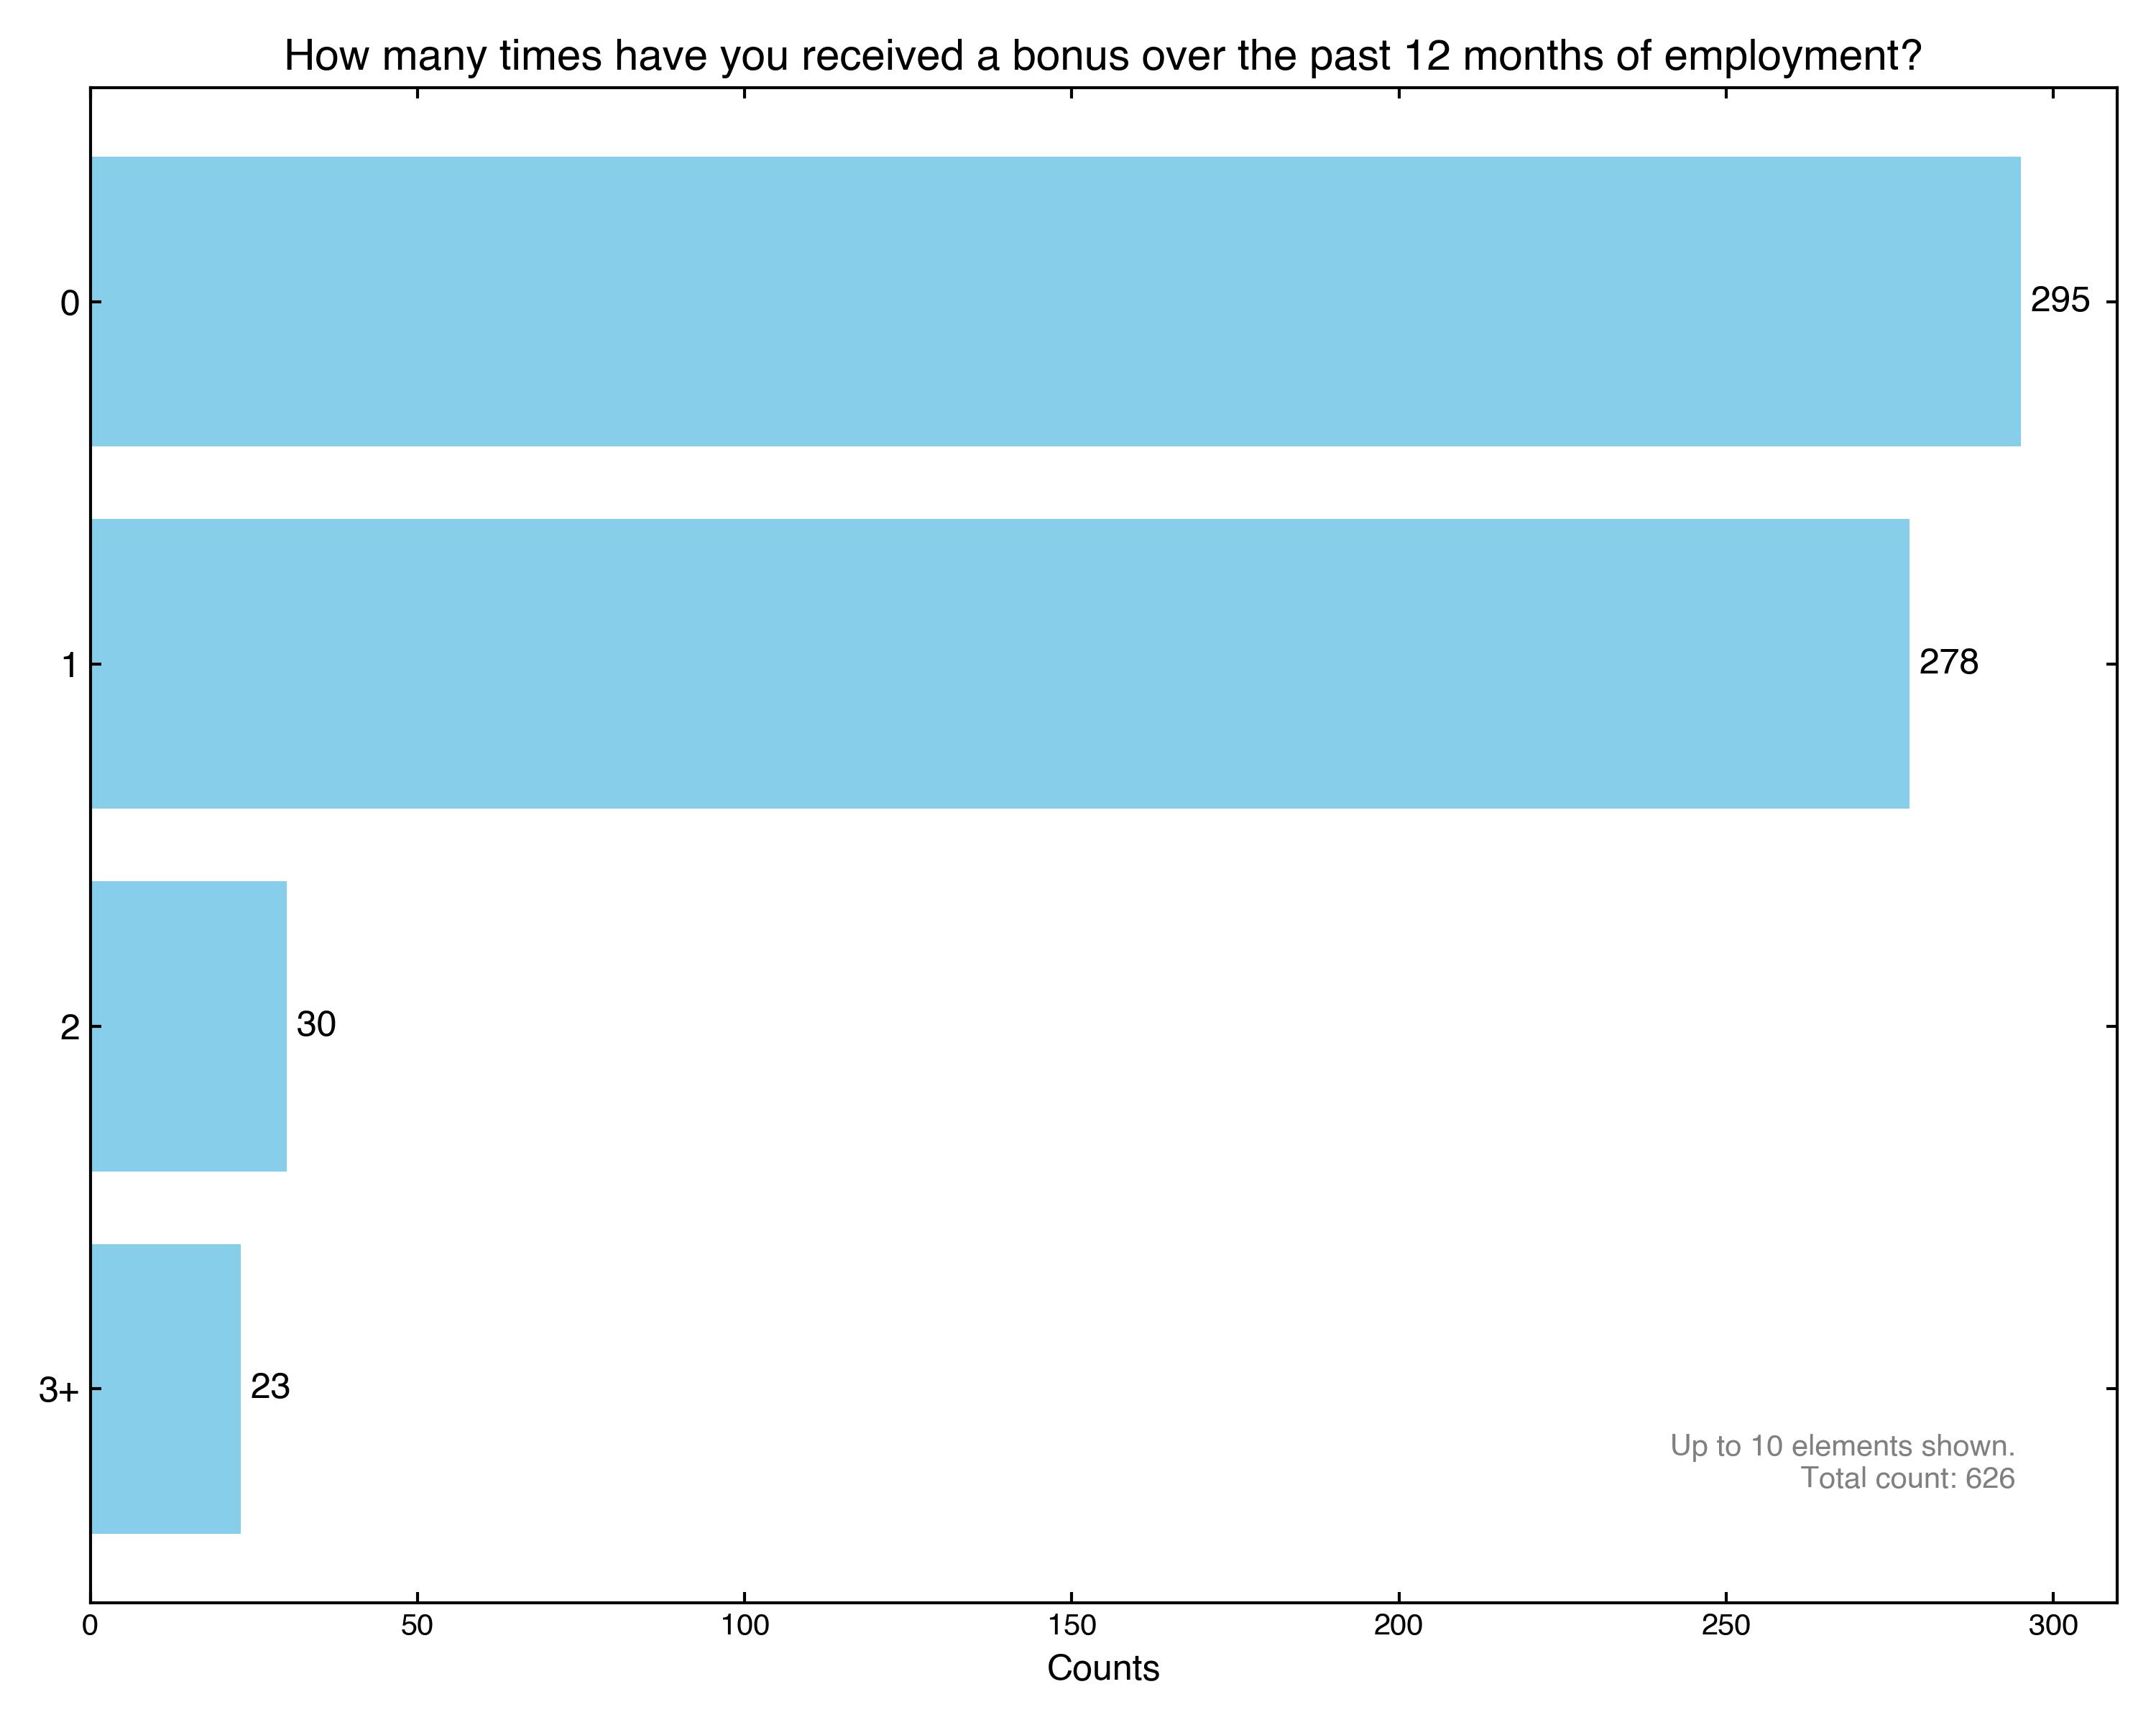 How many times have you received a bonus over the past 12 months of employment?
0
295
1
278
2
30
3+
23
Up to 10 elements shown.
Total count: 626
0 50 100 150 200 250 300
Counts